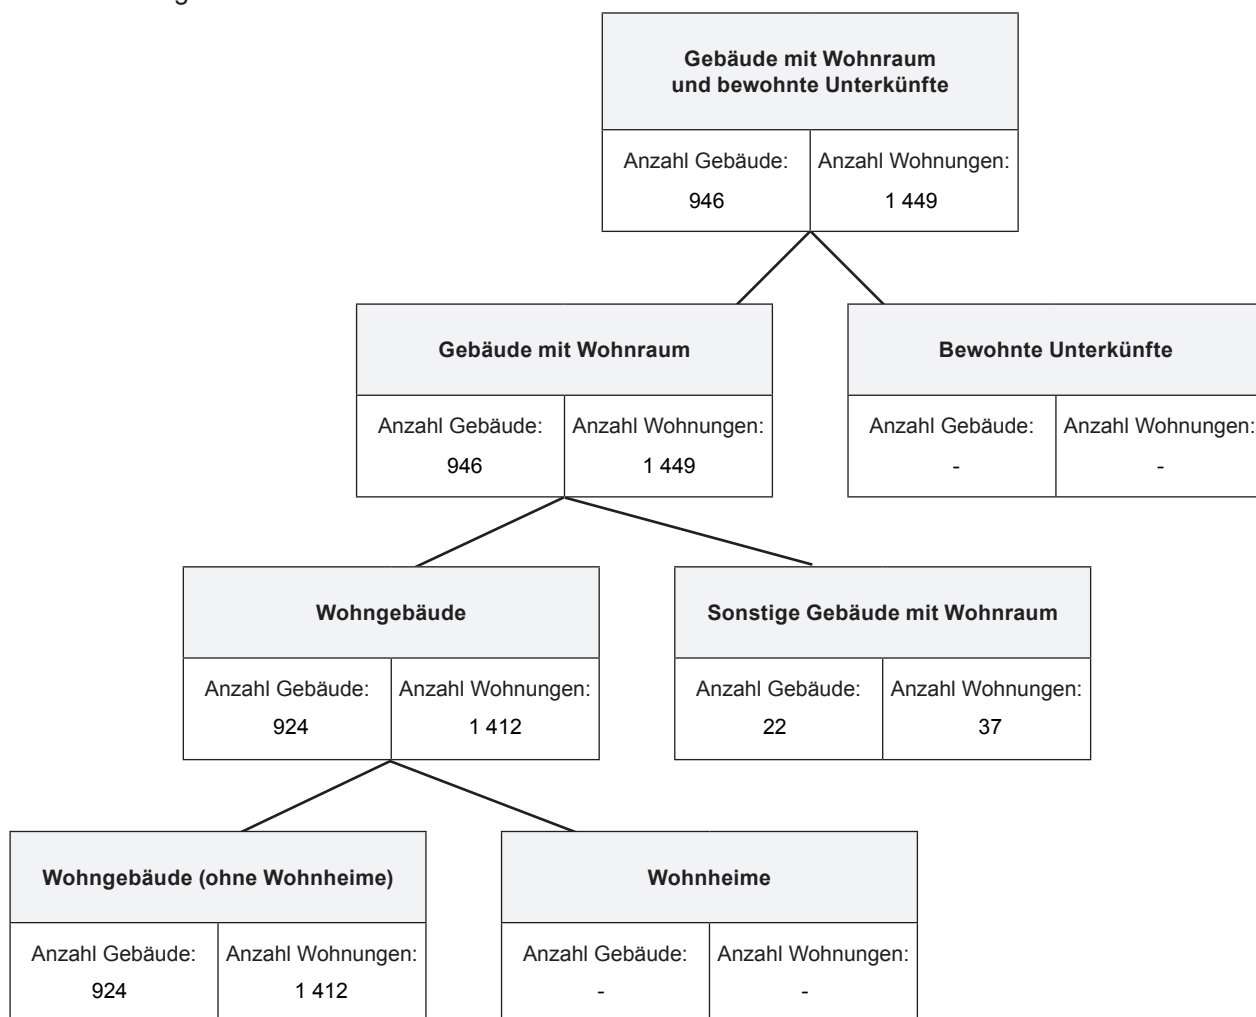 Gebäude mit Wohnraum
und bewohnte Unterkünfte
Anzahl Gebäude: Anzahl Wohnungen:
946 1 449
Gebäude mit Wohnraum Bewohnte Unterkünfte
Anzahl Gebäude: Anzahl Wohnungen: Anzahl Gebäude: Anzahl Wohnungen:
946 1 449 - -
Wohngebäude Sonstige Gebäude mit Wohnraum
Anzahl Gebäude: Anzahl Wohnungen: Anzahl Gebäude: Anzahl Wohnungen:
924 1 412 22 37
Wohngebäude (ohne Wohnheime) Wohnheime
Anzahl Gebäude: Anzahl Wohnungen: Anzahl Gebäude: Anzahl Wohnungen:
924 1 412 - -